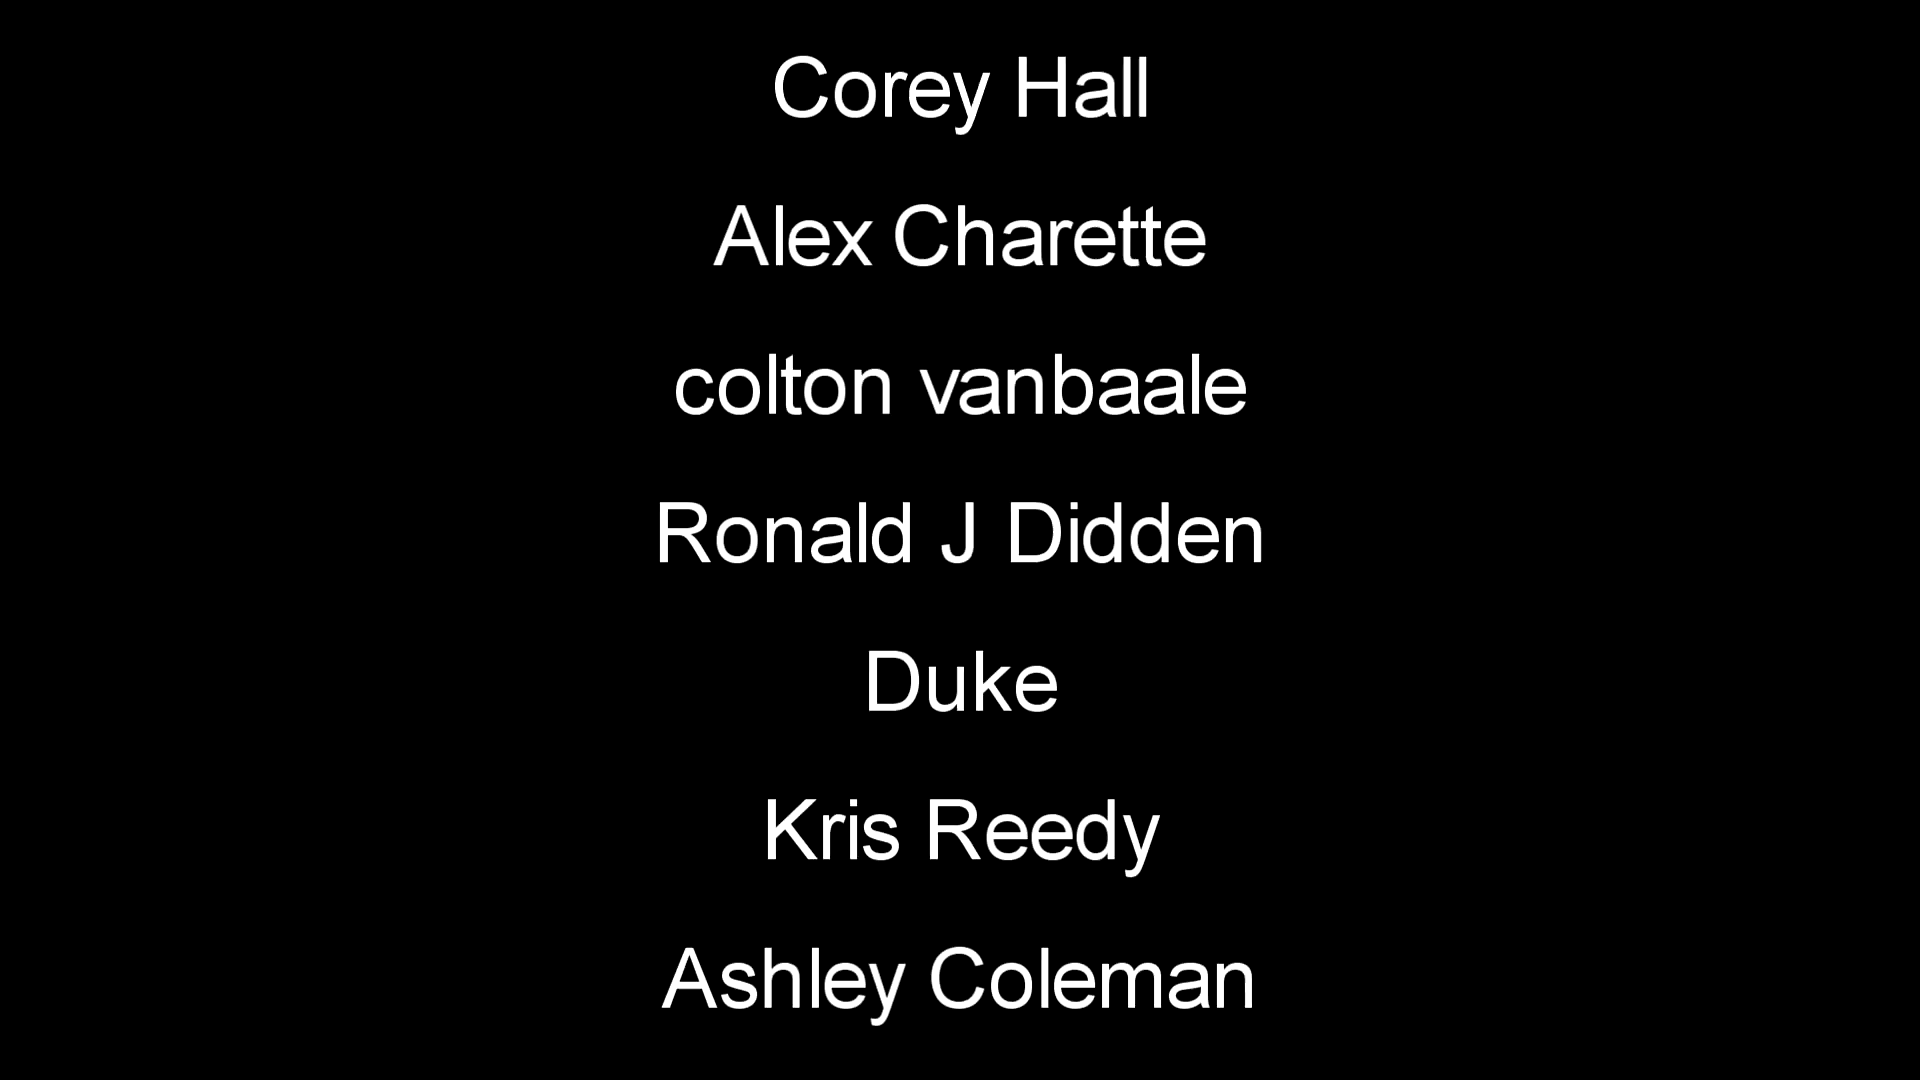 Corey Hall
Alex Charette
colton vanbaale
Ronald J Didden
Duke
Kris Reedy
Ashley Coleman